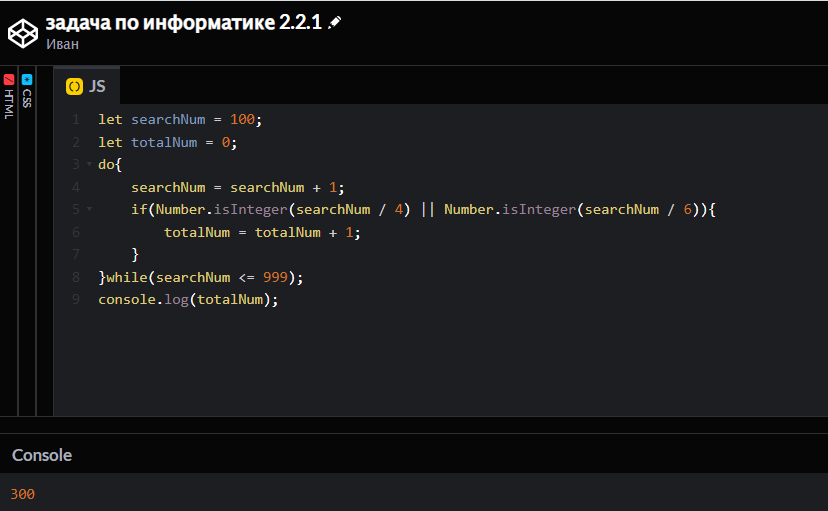 задача по информатике 2.2.1
Иван
HTML
CSS
JS
1 let searchNum = 100;
2 let totalNum = 0;
3 do{
4 searchNum = searchNum + 1;
5 if(Number.isInteger(searchNum / 4) || Number.isInteger(searchNum / 6)){
6 totalNum = totalNum + 1;
7 }
8 }while(searchNum <= 999);
9 console.log(totalNum);
Console
300